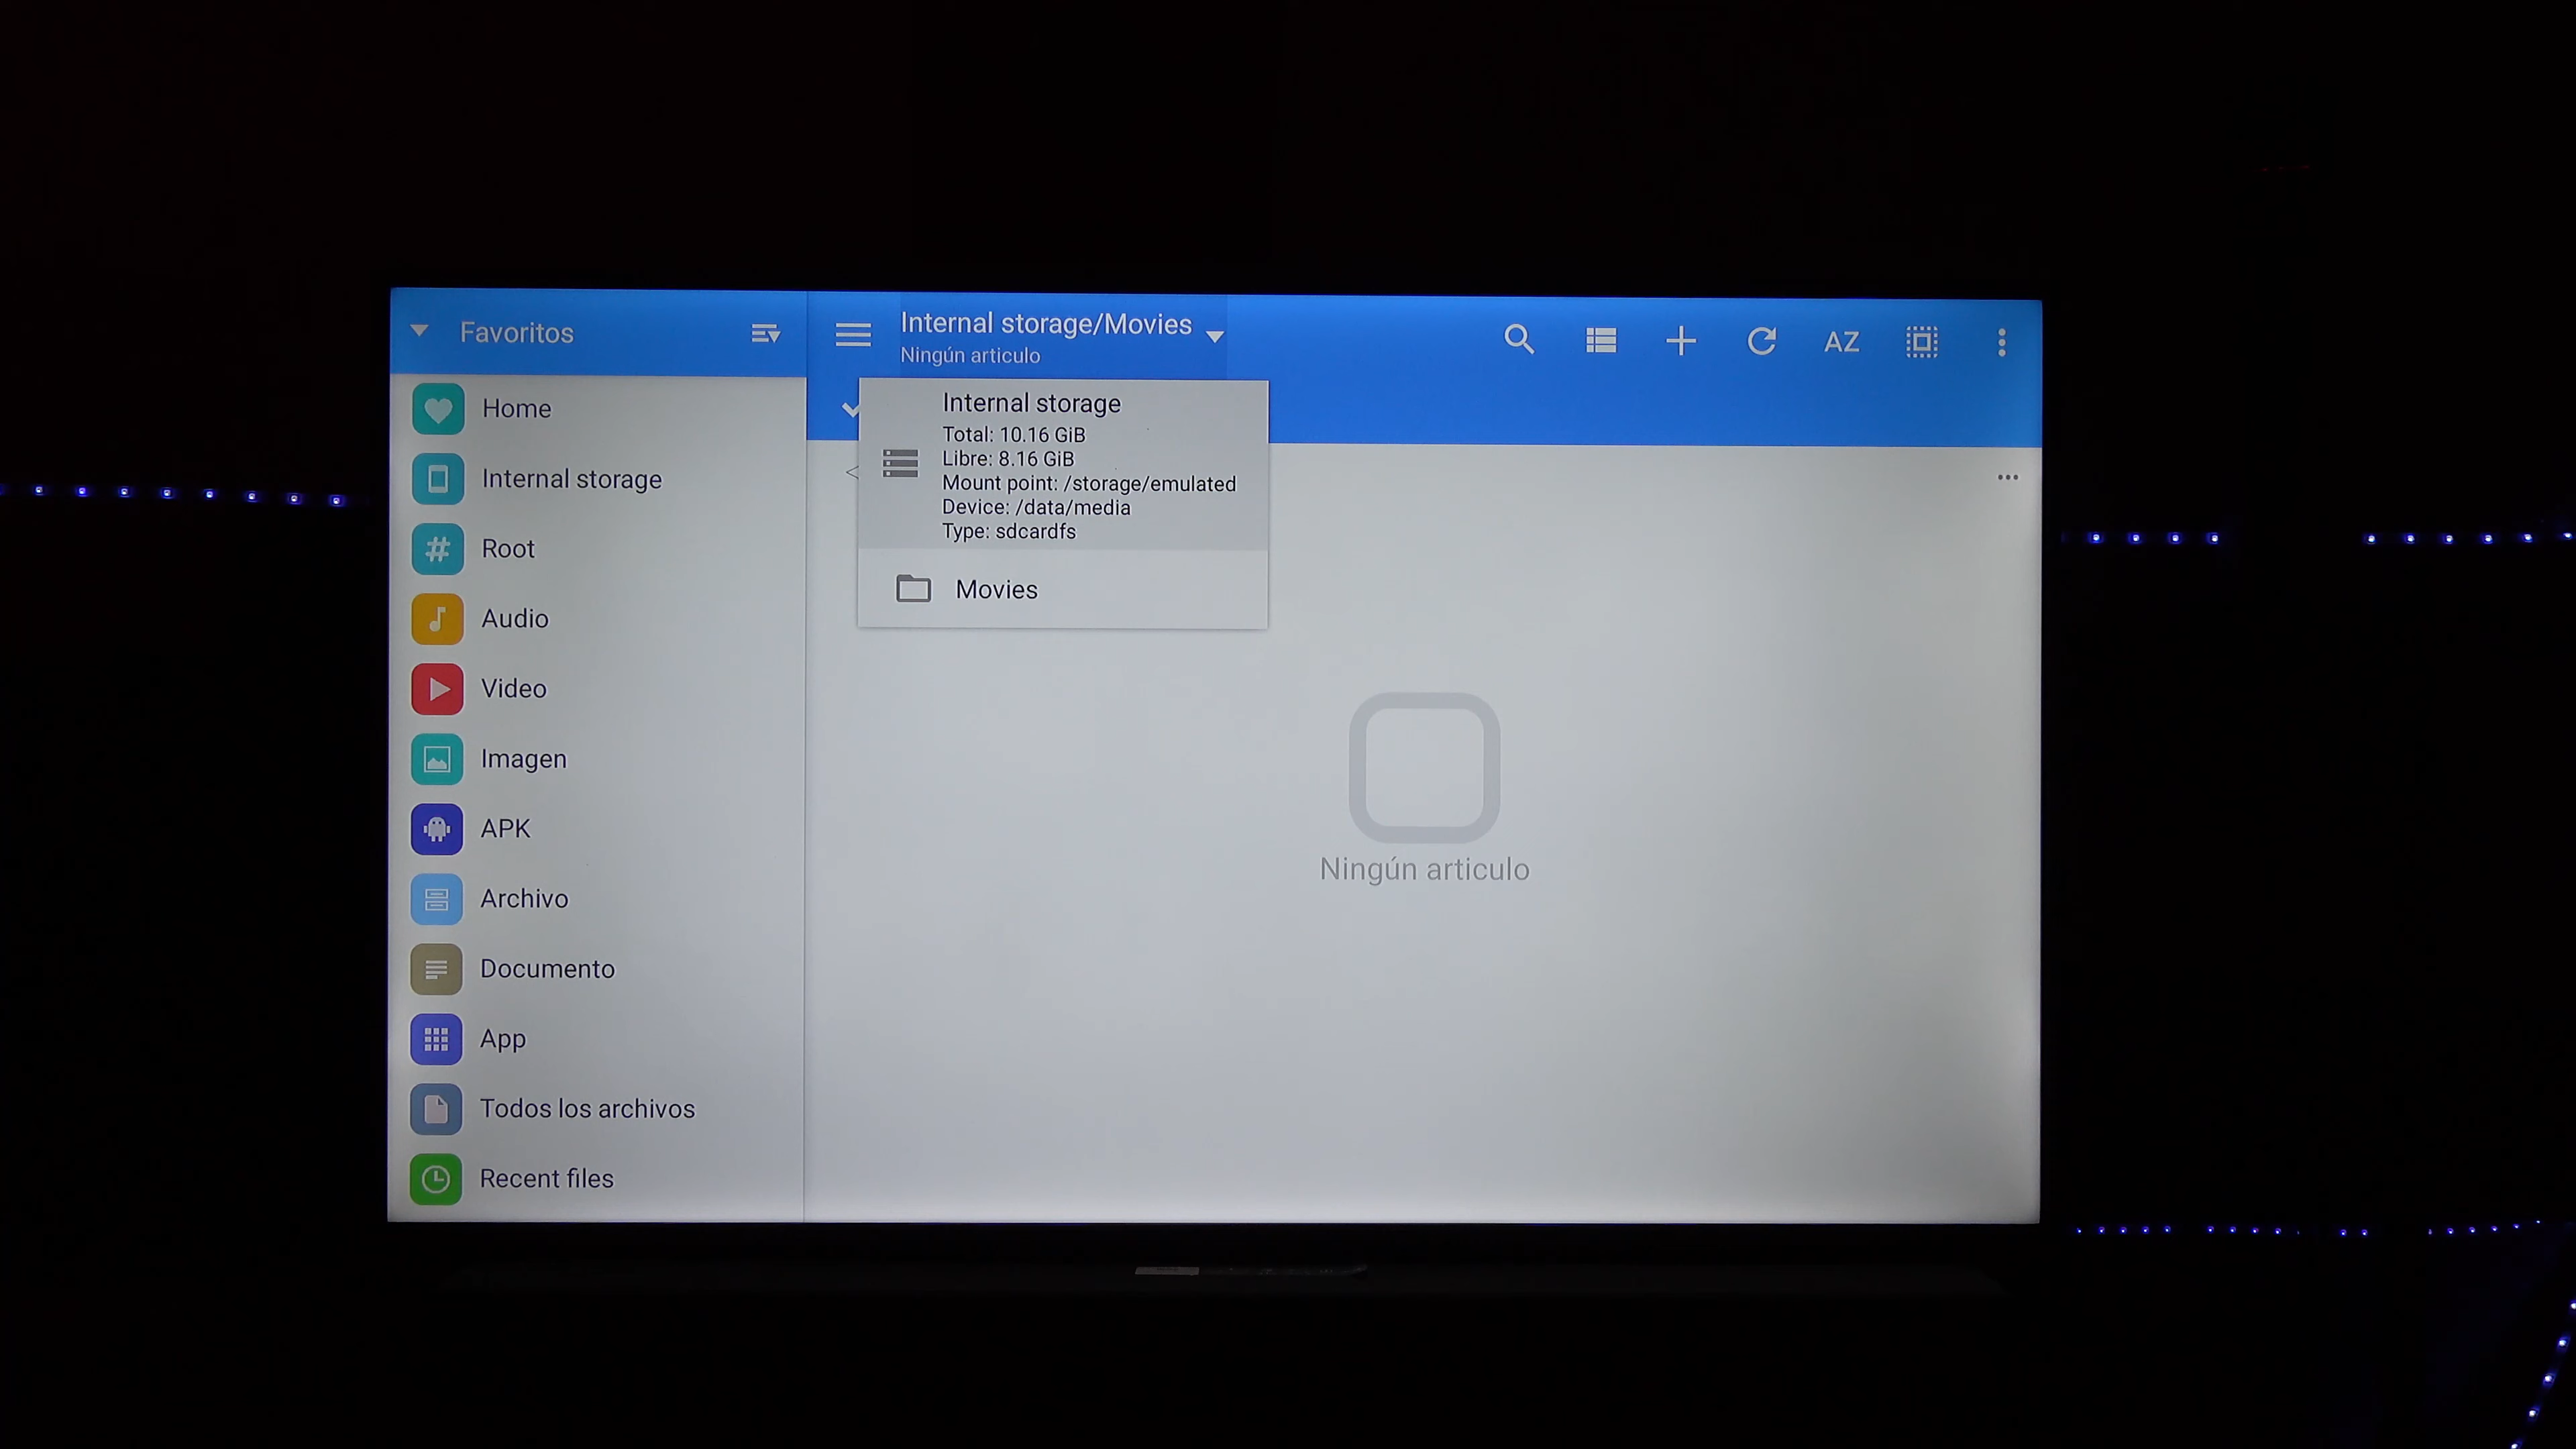 Favoritos
Home
Internal storage
Root
Audio
Video
Imagen
APK
Archivo
Documento
App
Todos los archivos
Recent files
Internal storage/Movies
Ningún articulo
AZ
Internal storage
Total: 10.16 GiB
Libre: 8.16 GiB
Mount point: /storage/emulated
Device: /data/media
Type: sdcardfs
Movies
Ningún articulo